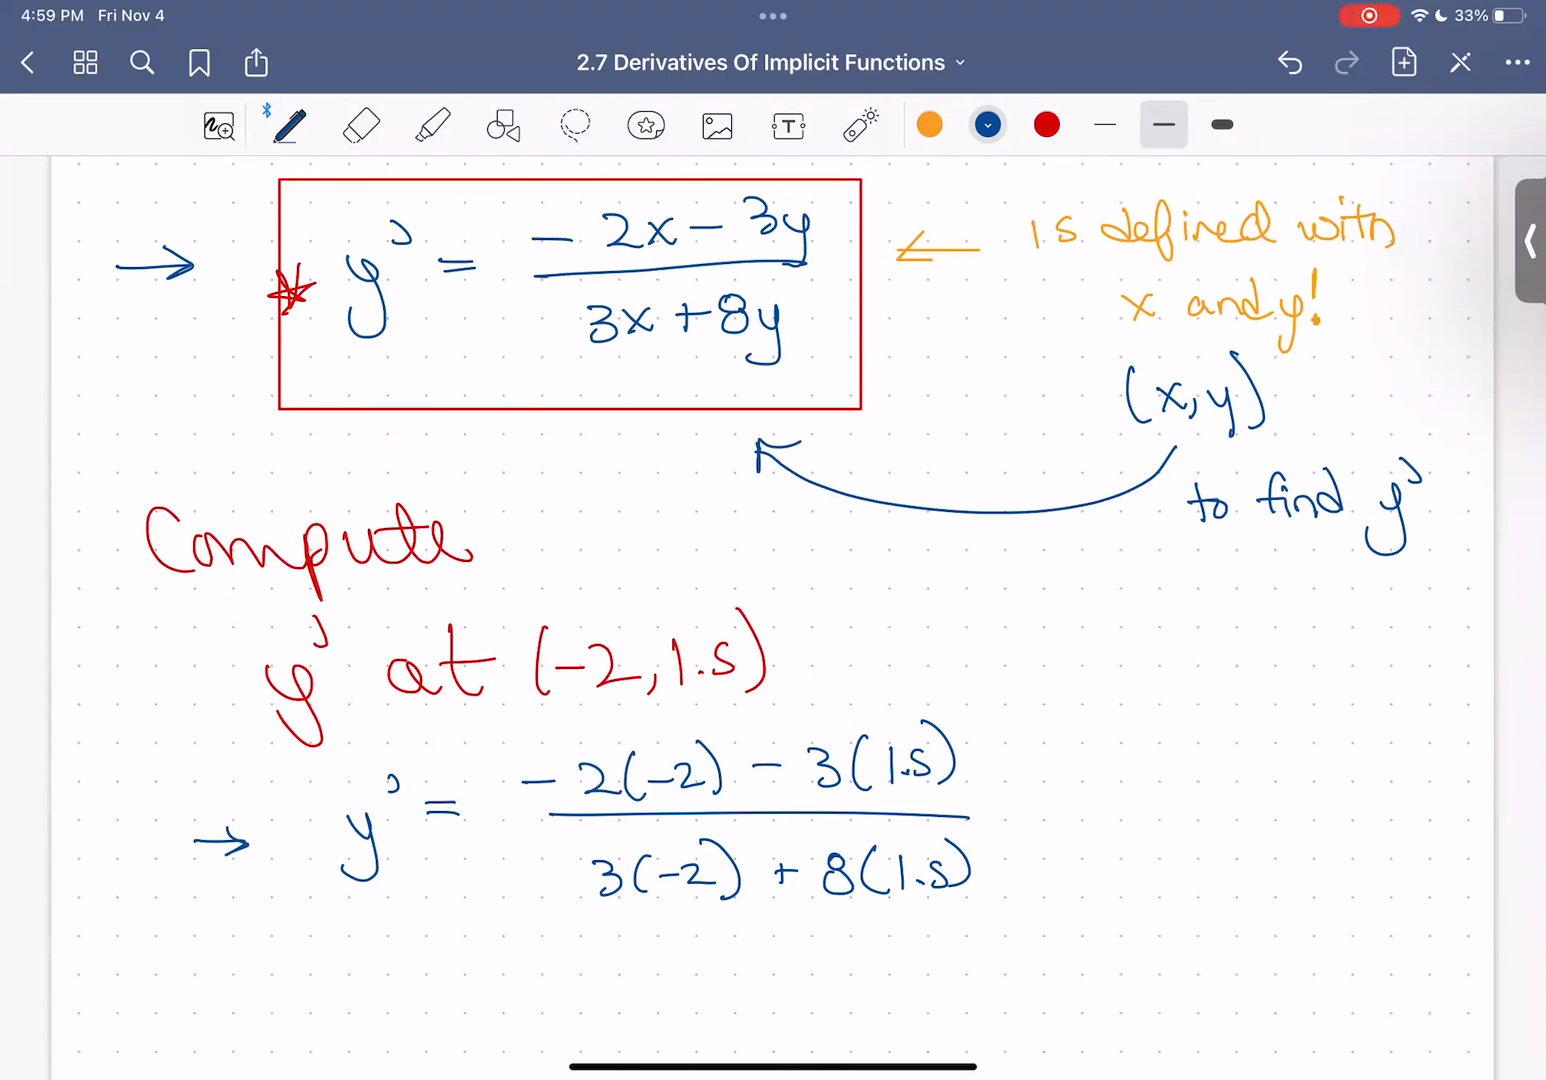 4:59 PM Fri Nov 4
33%
2.7 Derivatives Of Implicit Functions
T
→ * y' = (-2x - 3y)/(3x + 8y)
← is defined with
x and y!
(x,y)
to find y'
Compute
y' at (-2, 1.5)
→ y' = (-2(-2) - 3(1.5))/(3(-2) + 8(1.5))